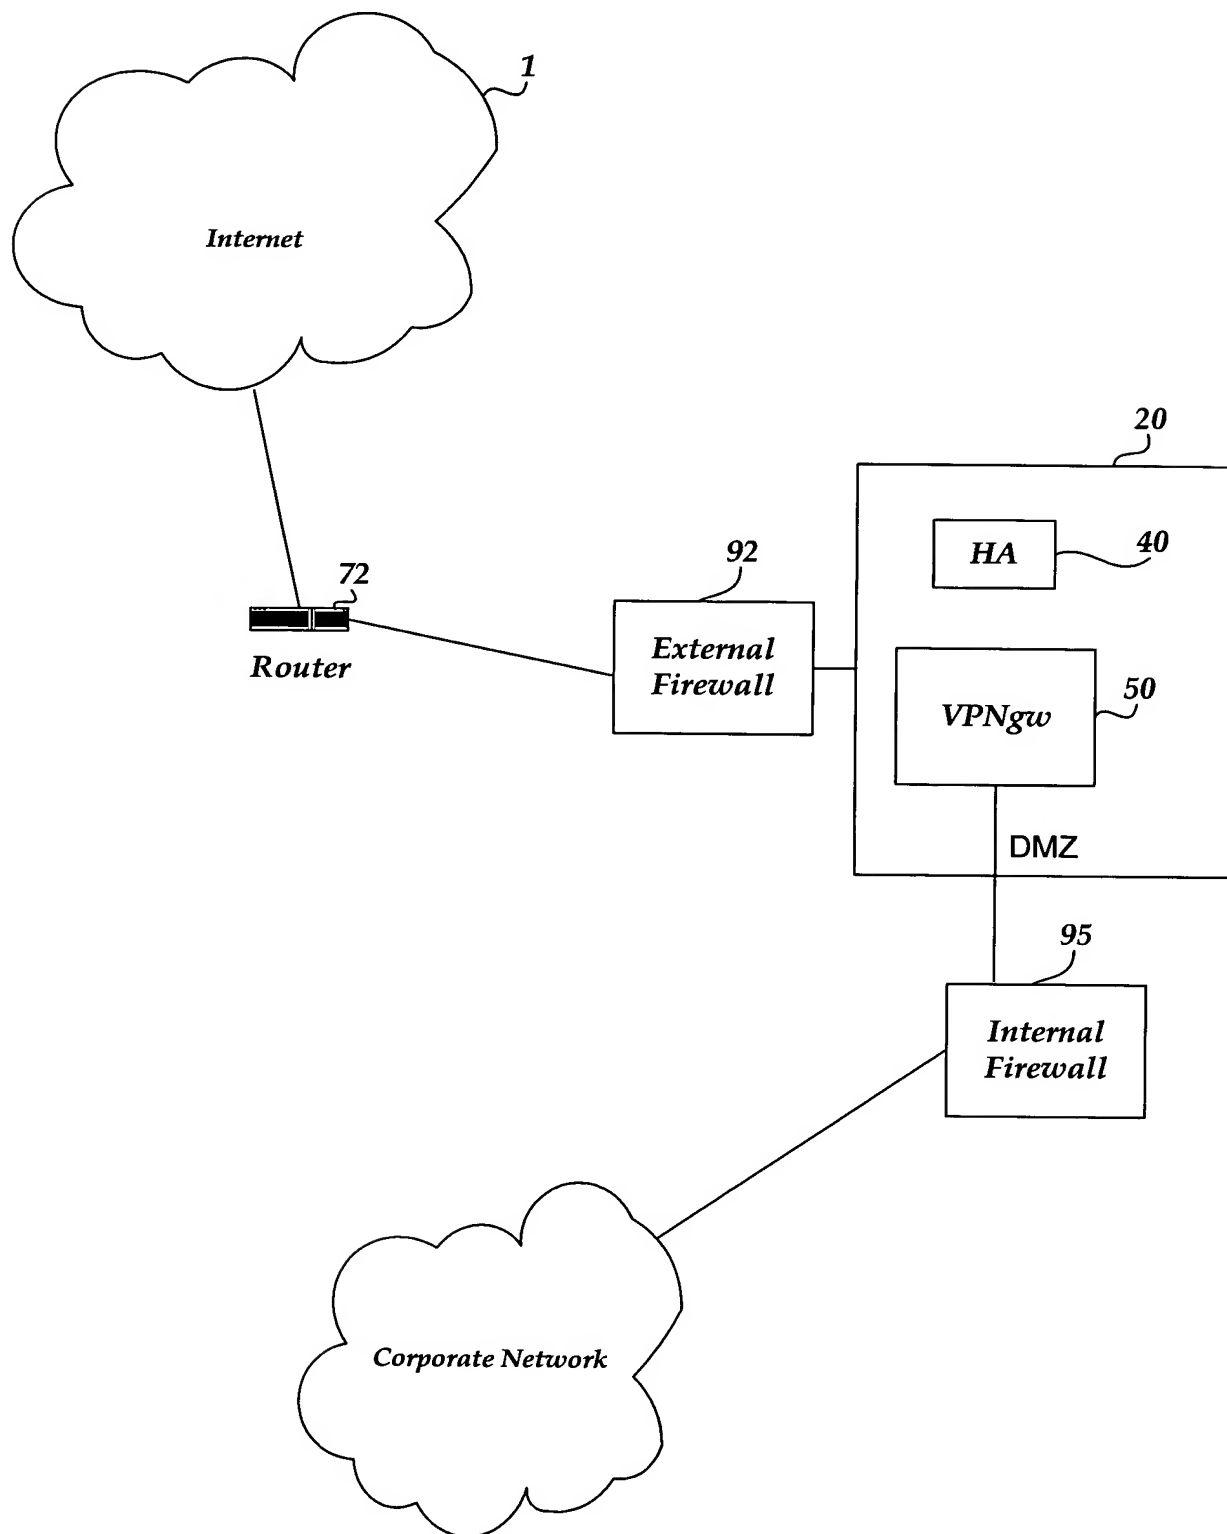 1
Internet
20
HA
40
92
72
External
Firewall
Router
VPNgw
50
DMZ
95
Internal
Firewall
Corporate Network